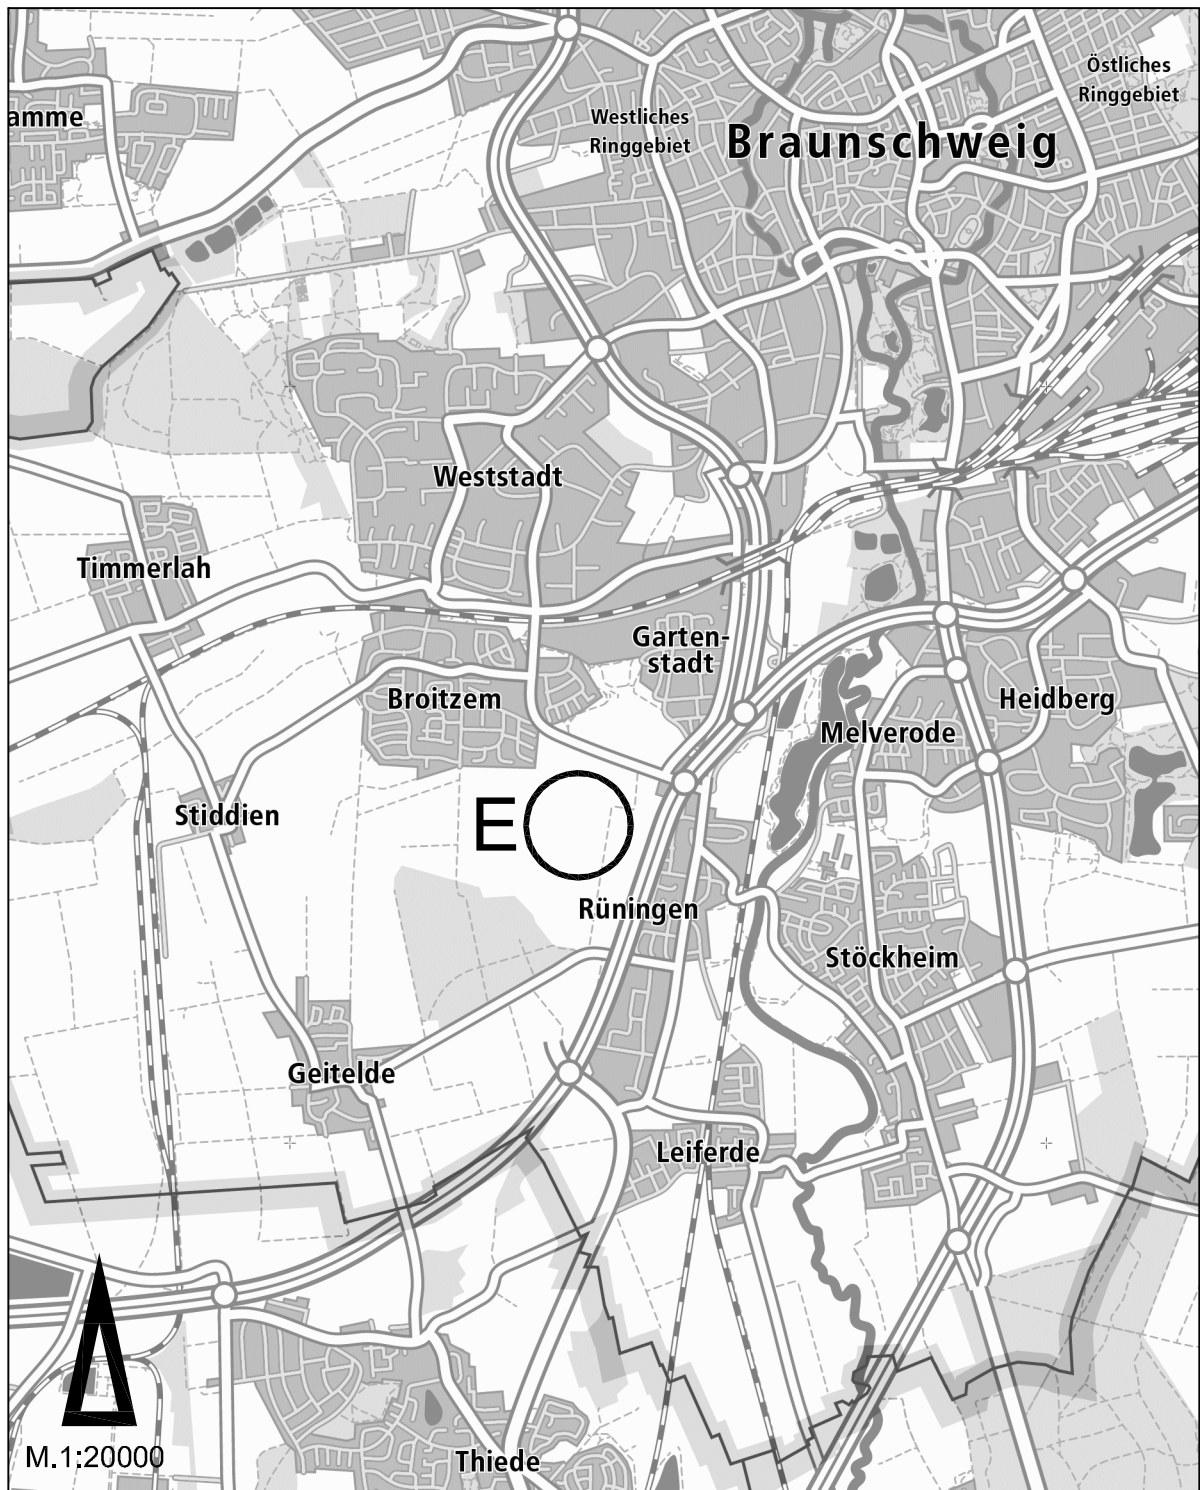 Östliches
Ringgebiet
amme
Westliches
Ringgebiet
Braunschweig
Weststadt
Timmerlah
Garten-
stadt
Broitzem
Heidberg
Melverode
Stiddien
E
Rüningen
Stöckheim
Geitelde
Leiferde
M.1:20000
Thiede